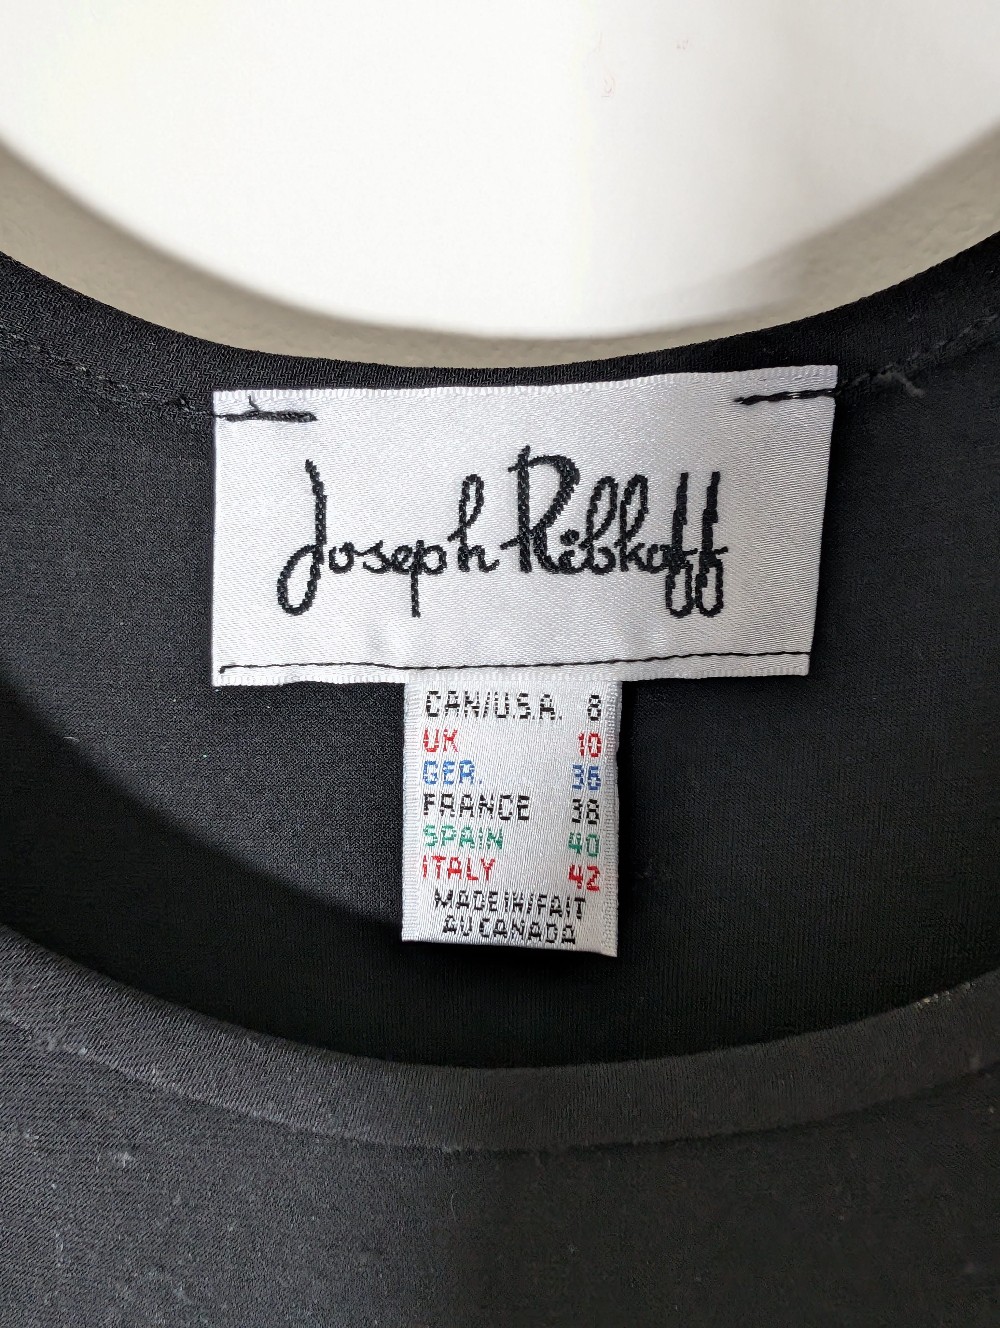 Joseph Ribkoff
CAN/U.S.A. 8
UK 10
GER. 36
FRANCE 38
SPAIN 40
ITALY 42
MADE IN/FAIT
AU CANADA